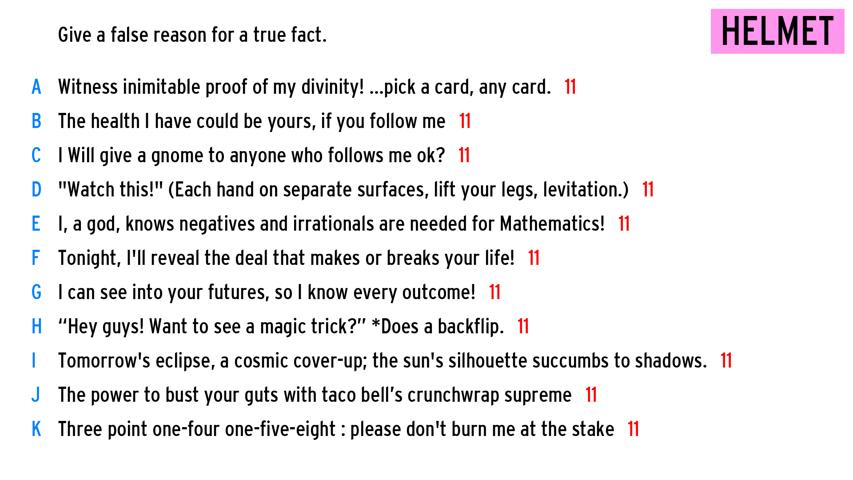 Give a false reason for a true fact.
HELMET
A Witness inimitable proof of my divinity! ...pick a card, any card. 11
B The health I have could be yours, if you follow me 11
C I Will give a gnome to anyone who follows me ok? 11
D "Watch this!" (Each hand on separate surfaces, lift your legs, levitation.) 11
E I, a god, knows negatives and irrationals are needed for Mathematics! 11
F Tonight, I'll reveal the deal that makes or breaks your life! 11
G I can see into your futures, so I know every outcome! 11
H “Hey guys! Want to see a magic trick?” *Does a backflip. 11
I Tomorrow's eclipse, a cosmic cover-up; the sun's silhouette succumbs to shadows. 11
J The power to bust your guts with taco bell’s crunchwrap supreme 11
K Three point one-four one-five-eight : please don't burn me at the stake 11